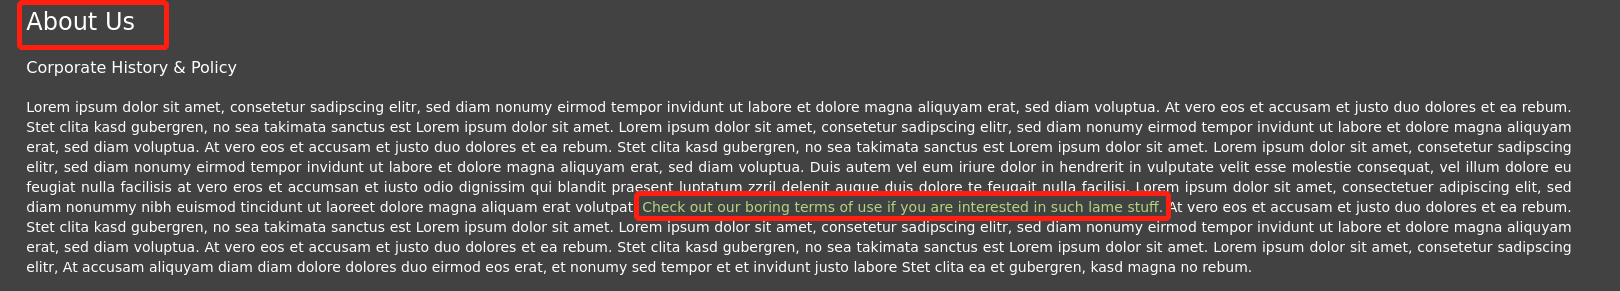 About Us
Corporate History & Policy
Lorem ipsum dolor sit amet, consetetur sadipscing elitr, sed diam nonumy eirmod tempor invidunt ut labore et dolore magna aliquyam erat, sed diam voluptua. At vero eos et accusam et justo duo dolores et ea rebum.
Stet clita kasd gubergren, no sea takimata sanctus est Lorem ipsum dolor sit amet. Lorem ipsum dolor sit amet, consetetur sadipscing elitr, sed diam nonumy eirmod tempor invidunt ut labore et dolore magna aliquyam
erat, sed diam voluptua. At vero eos et accusam et justo duo dolores et ea rebum. Stet clita kasd gubergren, no sea takimata sanctus est Lorem ipsum dolor sit amet. Lorem ipsum dolor sit amet, consetetur sadipscing
elitr, sed diam nonumy eirmod tempor invidunt ut labore et dolore magna aliquyam erat, sed diam voluptua. Duis autem vel eum iriure dolor in hendrerit in vulputate velit esse molestie consequat, vel illum dolore eu
feugiat nulla facilisis at vero eros et accumsan et iusto odio dignissim qui blandit praesent luptatum zzril delenit augue duis dolore te feugait nulla facilisi. Lorem ipsum dolor sit amet, consectetuer adipiscing elit, sed
diam nonummy nibh euismod tincidunt ut laoreet dolore magna aliquam erat volutpat. Check out our boring terms of use if you are interested in such lame stuff. At vero eos et accusam et justo duo dolores et ea rebum.
Stet clita kasd gubergren, no sea takimata sanctus est Lorem ipsum dolor sit amet. Lorem ipsum dolor sit amet, consetetur sadipscing elitr, sed diam nonumy eirmod tempor invidunt ut labore et dolore magna aliquyam
erat, sed diam voluptua. At vero eos et accusam et justo duo dolores et ea rebum. Stet clita kasd gubergren, no sea takimata sanctus est Lorem ipsum dolor sit amet. Lorem ipsum dolor sit amet, consetetur sadipscing
elitr, At accusam aliquyam diam diam dolore dolores duo eirmod eos erat, et nonumy sed tempor et et invidunt justo labore Stet clita ea et gubergren, kasd magna no rebum.